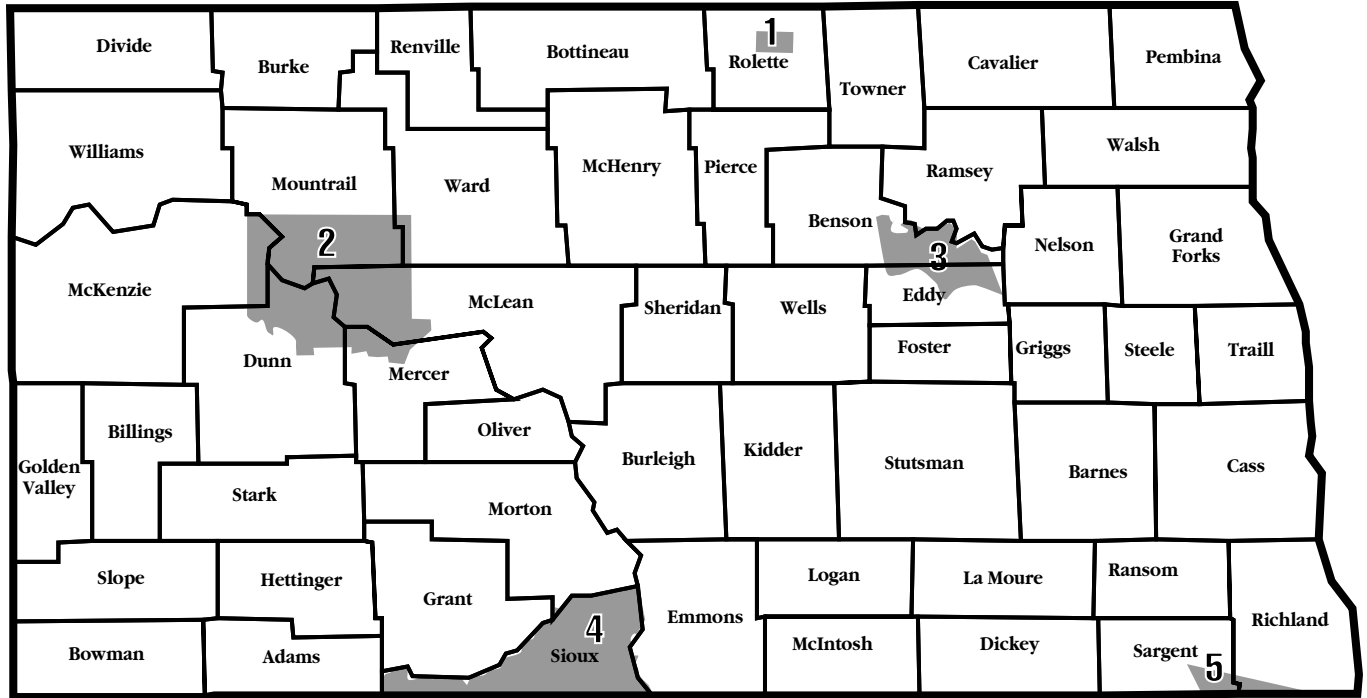 Divide
Burke
Renville
Bottineau
1
Rolette
Towner
Cavalier
Pembina
Williams
Mountrail
Ward
McHenry
Pierce
Benson
Ramsey
Walsh
2
3
Nelson
Grand
Forks
McKenzie
McLean
Sheridan
Wells
Eddy
Dunn
Mercer
Foster
Griggs
Steele
Traill
Billings
Oliver
Golden
Valley
Stark
Burleigh
Kidder
Stutsman
Barnes
Cass
Morton
Slope
Hettinger
Grant
Emmons
Logan
La Moure
Ransom
Richland
Bowman
Adams
4
Sioux
McIntosh
Dickey
Sargent
5